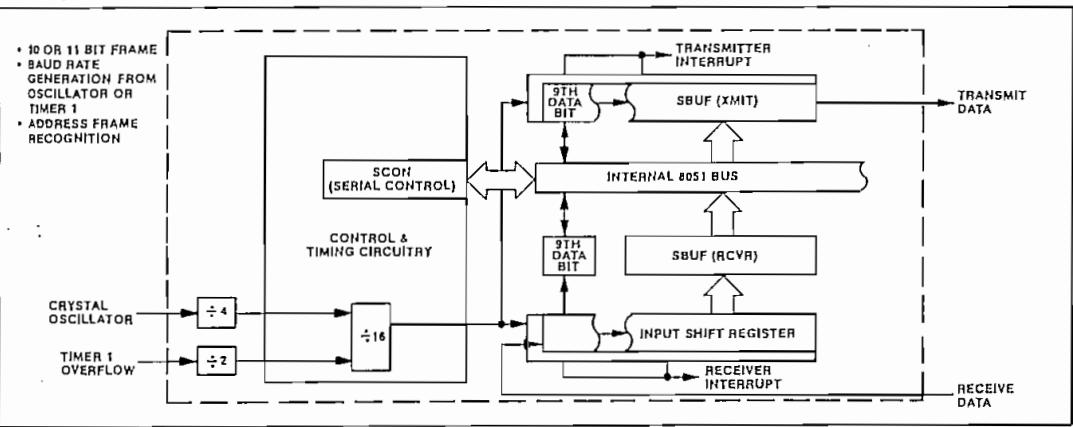 • 10 OR 11 BIT FRAME
• BAUD RATE
GENERATION FROM
OSCILLATOR OR
TIMER 1
• ADDRESS FRAME
RECOGNITION
TRANSMITTER
INTERRUPT
9TH
DATA
BIT
SBUF (XMIT)
TRANSMIT
DATA
SCON
(SERIAL CONTROL)
INTERNAL 8051 BUS
CONTROL &
TIMING CIRCUITRY
9TH
DATA
BIT
SBUF (RCVR)
CRYSTAL
OSCILLATOR
÷4
÷16
INPUT SHIFT REGISTER
TIMER 1
OVERFLOW
÷2
RECEIVER
INTERRUPT
RECEIVE
DATA